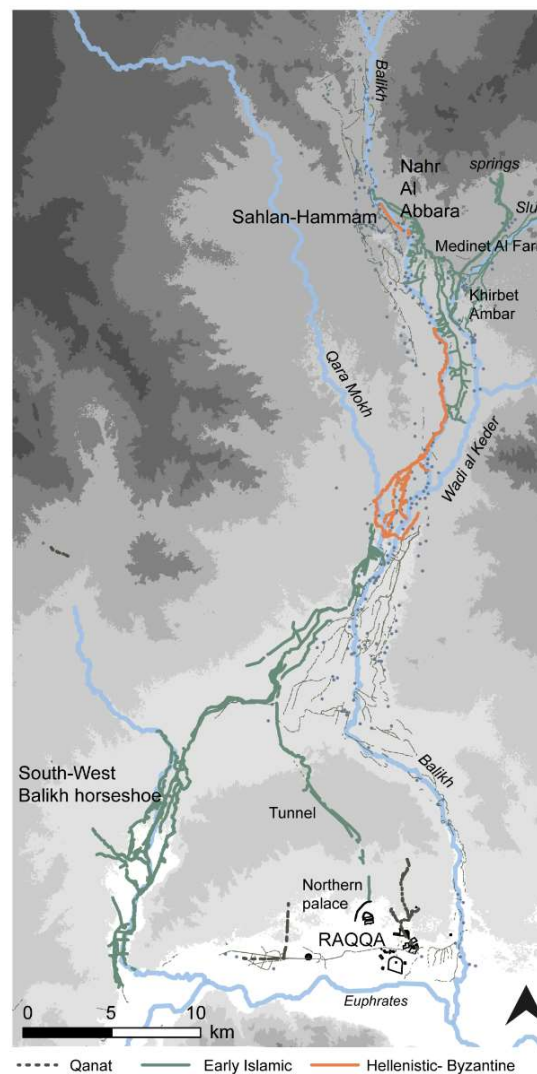 Balikh
Nahr
Al
Abbara
springs
Sahlan-Hammam
Slu
Medinet Al Far
Khirbet
Ambar
Qara Mokh
Wadi al Keder
South-West
Balikh horseshoe
Balikh
Tunnel
Northern
palace
RAQQA
Euphrates
0 5 10
km
Qanat Early Islamic Hellenistic- Byzantine